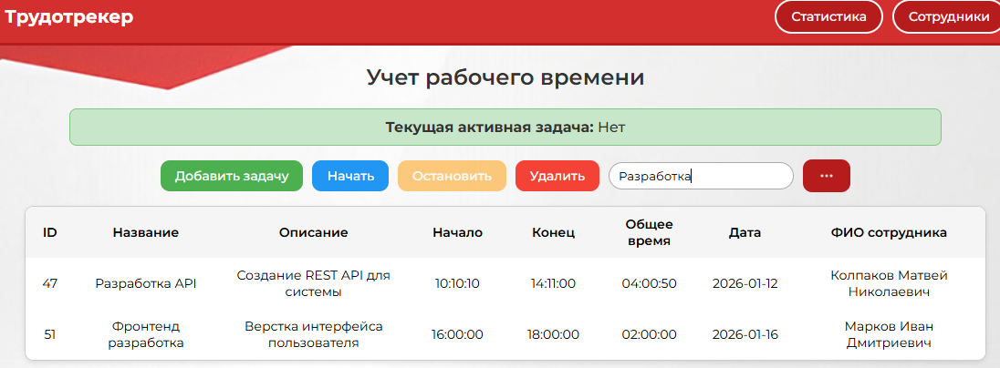 Трудотрекер
Статистика
Сотрудники
Учет рабочего времени
Текущая активная задача: Нет
Добавить задачу
Начать
Остановить
Удалить
Разработка
...
ID
Название
Описание
Начало
Конец
Общее
время
Дата
ФИО сотрудника
47
Разработка API
Создание REST API для
системы
10:10:10
14:11:00
04:00:50
2026-01-12
Колпаков Матвей
Николаевич
51
Фронтенд
разработка
Верстка интерфейса
пользователя
16:00:00
18:00:00
02:00:00
2026-01-16
Марков Иван
Дмитриевич